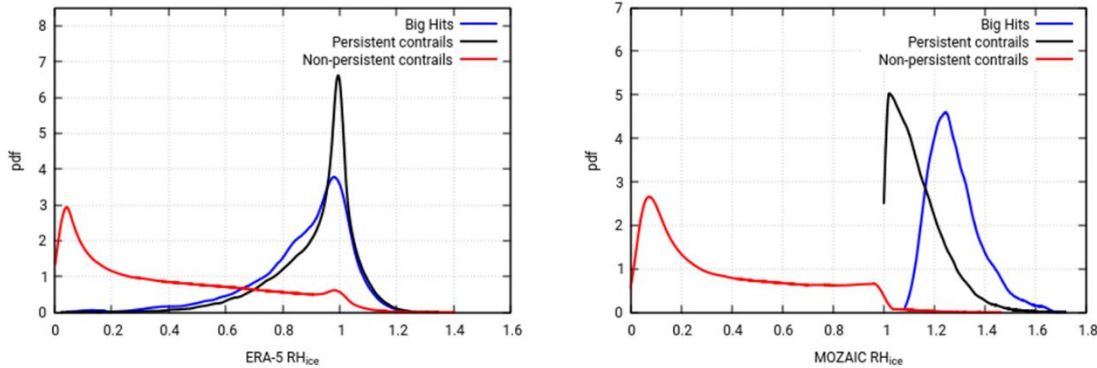 8
7
6
5
4
3
2
1
0
pdf
Big Hits
Persistent contrails
Non-persistent contrails
0 0.2 0.4 0.6 0.8 1 1.2 1.4 1.6
ERA-5 RHice
7
6
5
4
3
2
1
0
pdf
Big Hits
Persistent contrails
Non-persistent contrails
0 0.2 0.4 0.6 0.8 1 1.2 1.4 1.6 1.8
MOZAIC RHice